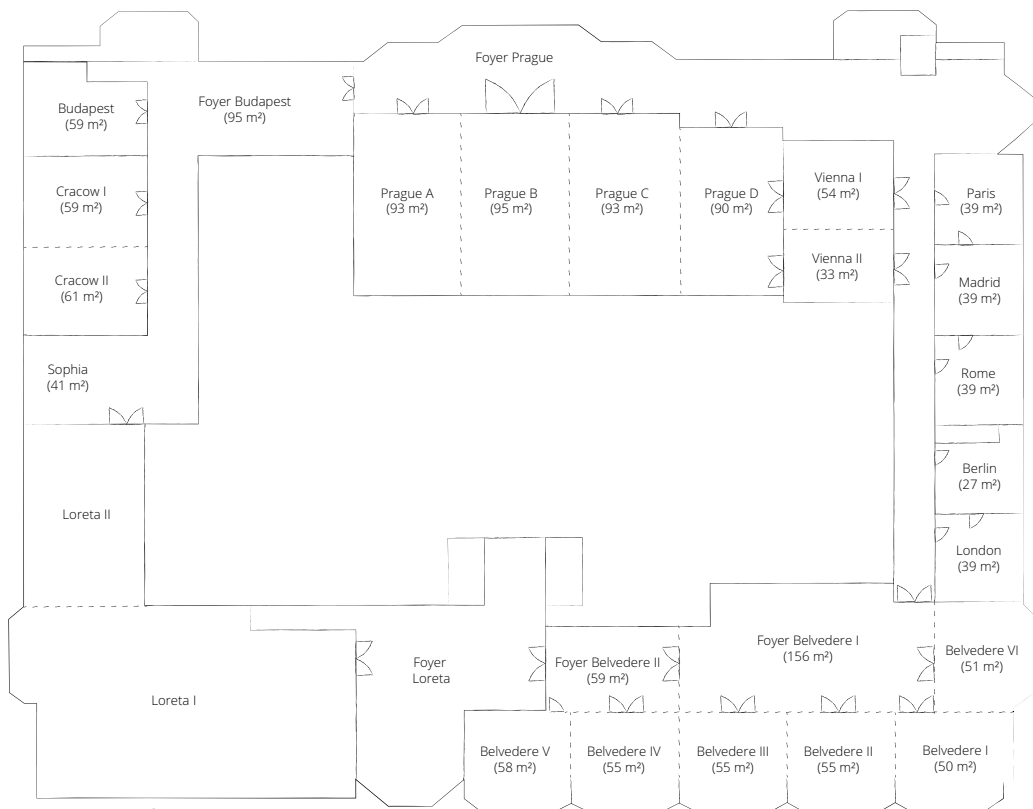 Foyer Prague
Budapest
(59 m²)
Foyer Budapest
(95 m²)
Cracow I
(59 m²)
Prague A
(93 m²)
Prague B
(95 m²)
Prague C
(93 m²)
Prague D
(90 m²)
Vienna I
(54 m²)
Paris
(39 m²)
Cracow II
(61 m²)
Vienna II
(33 m²)
Madrid
(39 m²)
Sophia
(41 m²)
Rome
(39 m²)
Berlin
(27 m²)
Loreta II
London
(39 m²)
Foyer Belvedere I
(156 m²)
Belvedere VI
(51 m²)
Foyer
Loreta
Foyer Belvedere II
(59 m²)
Loreta I
Belvedere V
(58 m²)
Belvedere IV
(55 m²)
Belvedere III
(55 m²)
Belvedere II
(55 m²)
Belvedere I
(50 m²)